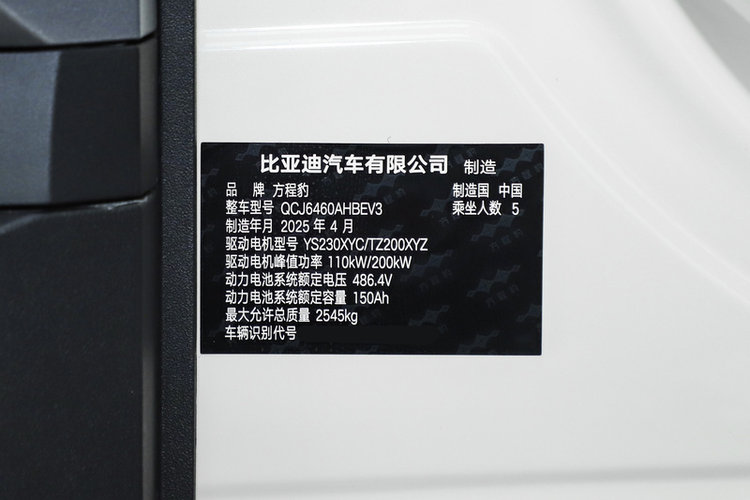 比亚迪汽车有限公司 制造
品 牌 方程豹 制造国 中国
整车型号 QCJ6460AHBEV3 乘坐人数 5
制造年月 2025 年 4 月
驱动电机型号 YS230XYC/TZ200XYZ
驱动电机峰值功率 110kW/200kW
动力电池系统额定电压 486.4V
动力电池系统额定容量 150Ah
最大允许总质量 2545kg
车辆识别代号